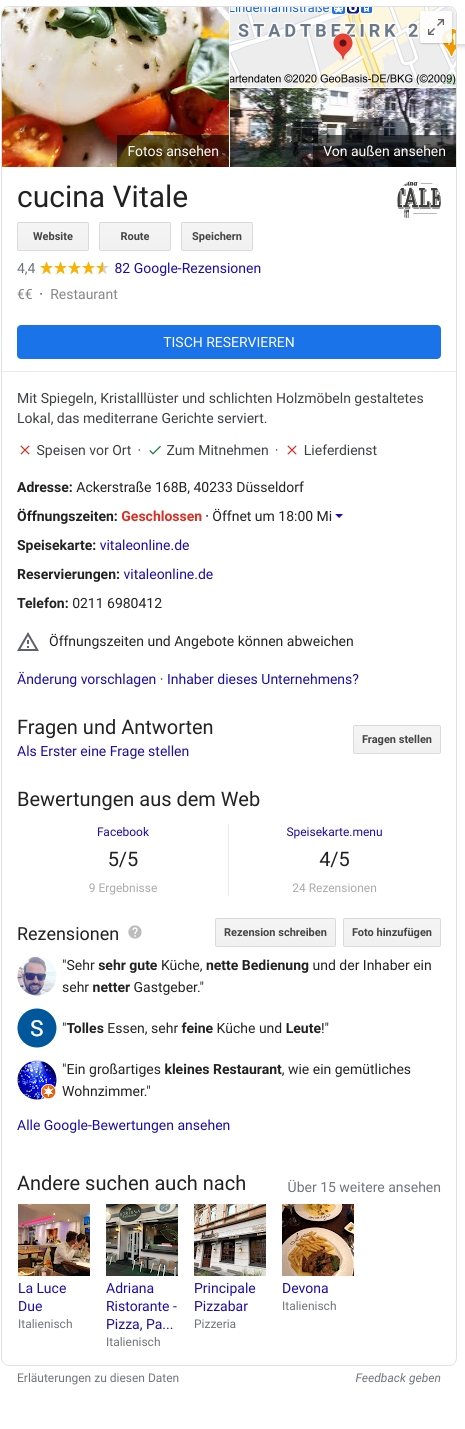 Lindemannstraße
STADTBEZIRK 2
artendaten ©2020 GeoBasis-DE/BKG (©2009)
Fotos ansehen
Von außen ansehen
cucina Vitale
Website
Route
Speichern
4,4
82 Google-Rezensionen
€€ · Restaurant
TISCH RESERVIEREN
Mit Spiegeln, Kristalllüster und schlichten Holzmöbeln gestaltetes
Lokal, das mediterrane Gerichte serviert.
Speisen vor Ort · Zum Mitnehmen · Lieferdienst
Adresse: Ackerstraße 168B, 40233 Düsseldorf
Öffnungszeiten: Geschlossen · Öffnet um 18:00 Mi
Speisekarte: vitaleonline.de
Reservierungen: vitaleonline.de
Telefon: 0211 6980412
Öffnungszeiten und Angebote können abweichen
Änderung vorschlagen · Inhaber dieses Unternehmens?
Fragen und Antworten
Als Erster eine Frage stellen
Fragen stellen
Bewertungen aus dem Web
Facebook
5/5
9 Ergebnisse
Speisekarte.menu
4/5
24 Rezensionen
Rezensionen
Rezension schreiben
Foto hinzufügen
"Sehr sehr gute Küche, nette Bedienung und der Inhaber ein
sehr netter Gastgeber."
S
"Tolles Essen, sehr feine Küche und Leute!"
"Ein großartiges kleines Restaurant, wie ein gemütliches
Wohnzimmer."
Alle Google-Bewertungen ansehen
Andere suchen auch nach
Über 15 weitere ansehen
La Luce
Due
Italienisch
Adriana
Ristorante -
Pizza, Pa...
Italienisch
Principale
Pizzabar
Pizzeria
Devona
Italienisch
Erläuterungen zu diesen Daten
Feedback geben